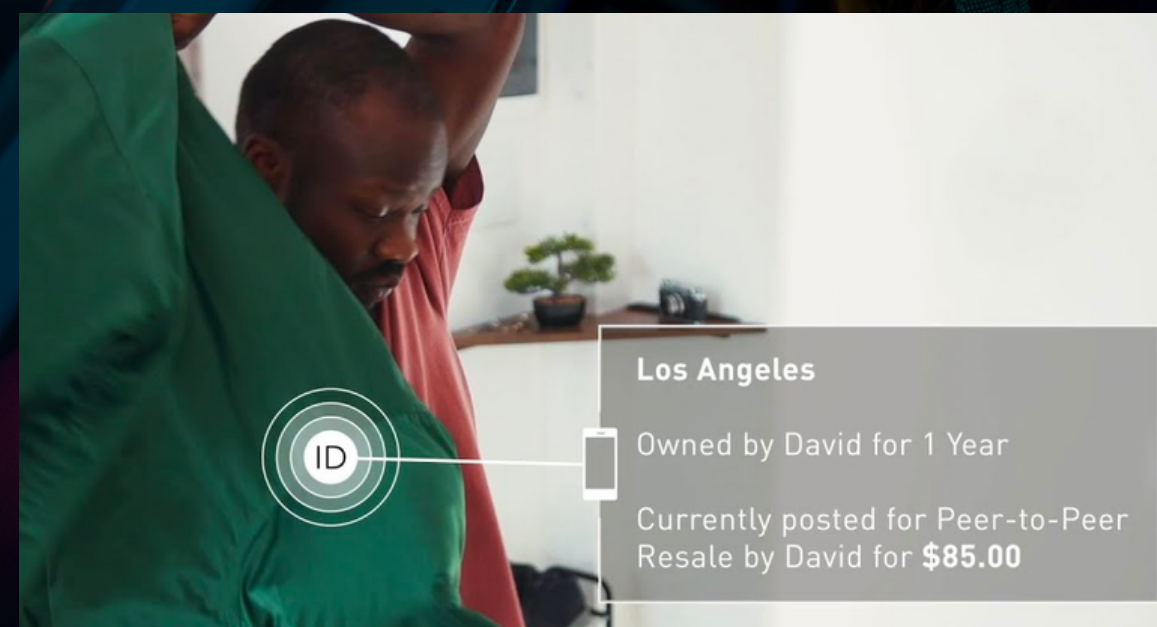 ID
Los Angeles
Owned by David for 1 Year
Currently posted for Peer-to-Peer
Resale by David for $85.00